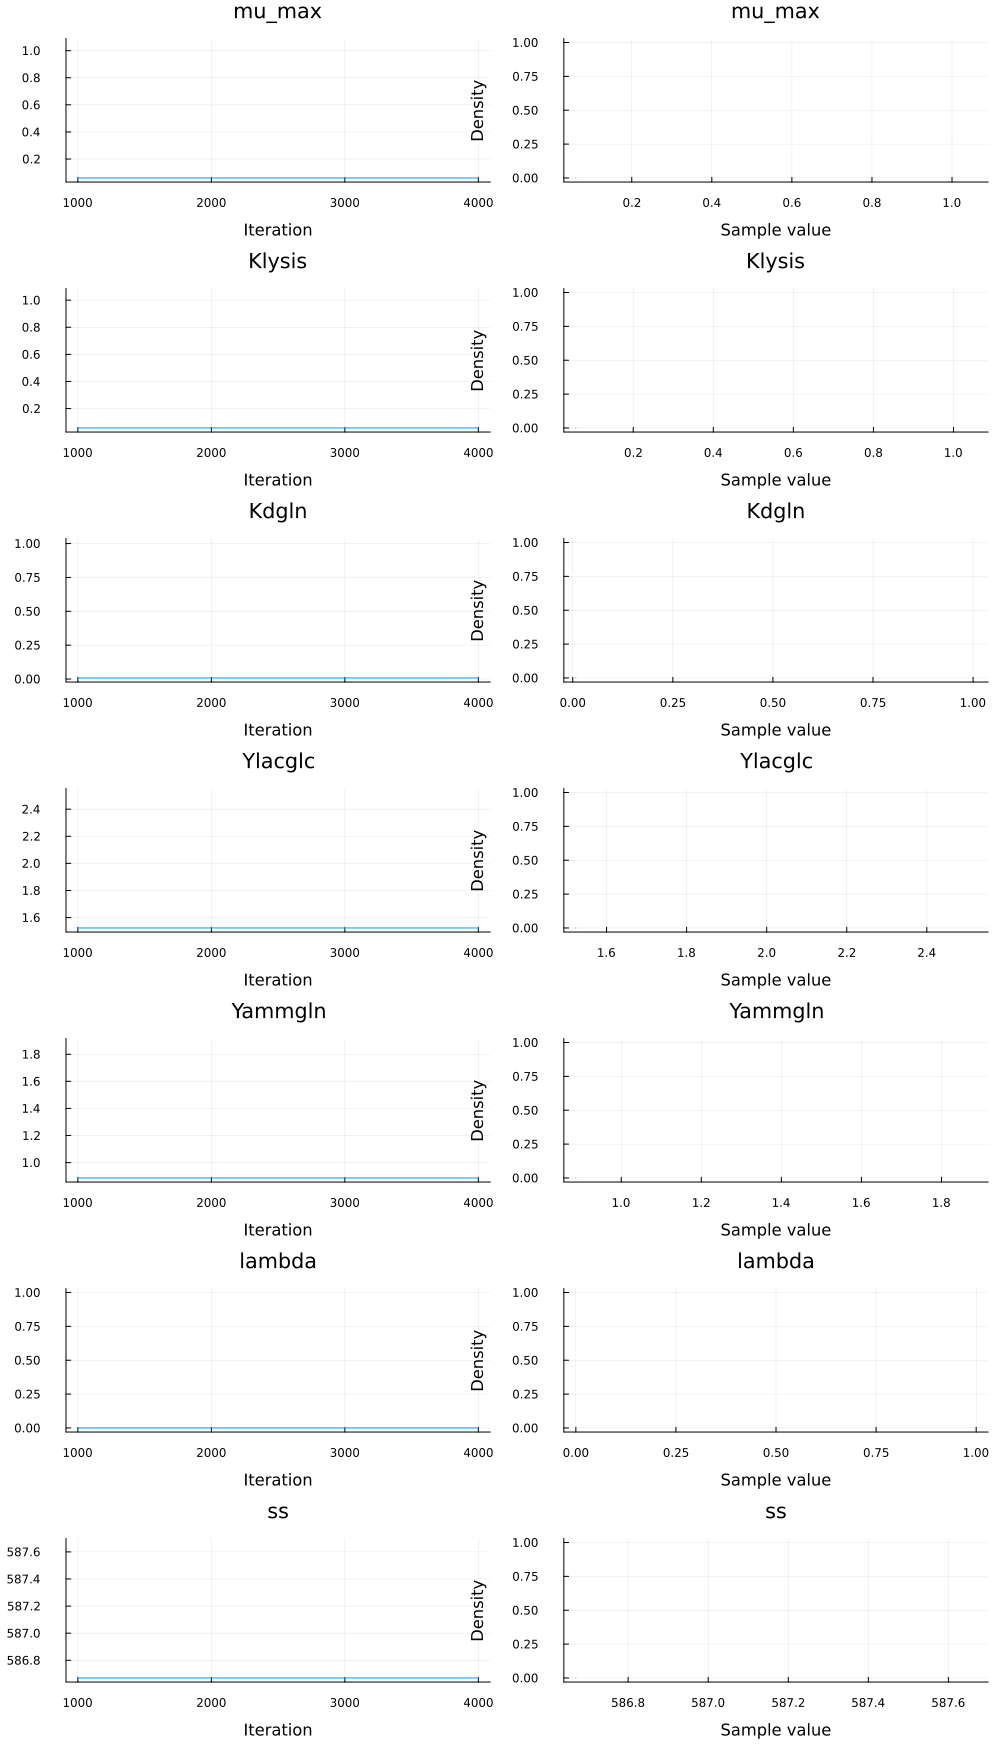 mu_max mu_max
1.0
0.8
0.6
0.4
0.2
1000 2000 3000 4000
Iteration
Density
1.00
0.75
0.50
0.25
0.00
0.2 0.4 0.6 0.8 1.0
Sample value
Klysis Klysis
1.0
0.8
0.6
0.4
0.2
1000 2000 3000 4000
Iteration
Density
1.00
0.75
0.50
0.25
0.00
0.2 0.4 0.6 0.8 1.0
Sample value
Kdgln Kdgln
1.00
0.75
0.50
0.25
0.00
1000 2000 3000 4000
Iteration
Density
1.00
0.75
0.50
0.25
0.00
0.00 0.25 0.50 0.75 1.00
Sample value
Ylacglc Ylacglc
2.4
2.2
2.0
1.8
1.6
1000 2000 3000 4000
Iteration
Density
1.00
0.75
0.50
0.25
0.00
1.6 1.8 2.0 2.2 2.4
Sample value
Yammgln Yammgln
1.8
1.6
1.4
1.2
1.0
1000 2000 3000 4000
Iteration
Density
1.00
0.75
0.50
0.25
0.00
1.0 1.2 1.4 1.6 1.8
Sample value
lambda lambda
1.00
0.75
0.50
0.25
0.00
1000 2000 3000 4000
Iteration
Density
1.00
0.75
0.50
0.25
0.00
0.00 0.25 0.50 0.75 1.00
Sample value
ss ss
587.6
587.4
587.2
587.0
586.8
1000 2000 3000 4000
Iteration
Density
1.00
0.75
0.50
0.25
0.00
586.8 587.0 587.2 587.4 587.6
Sample value